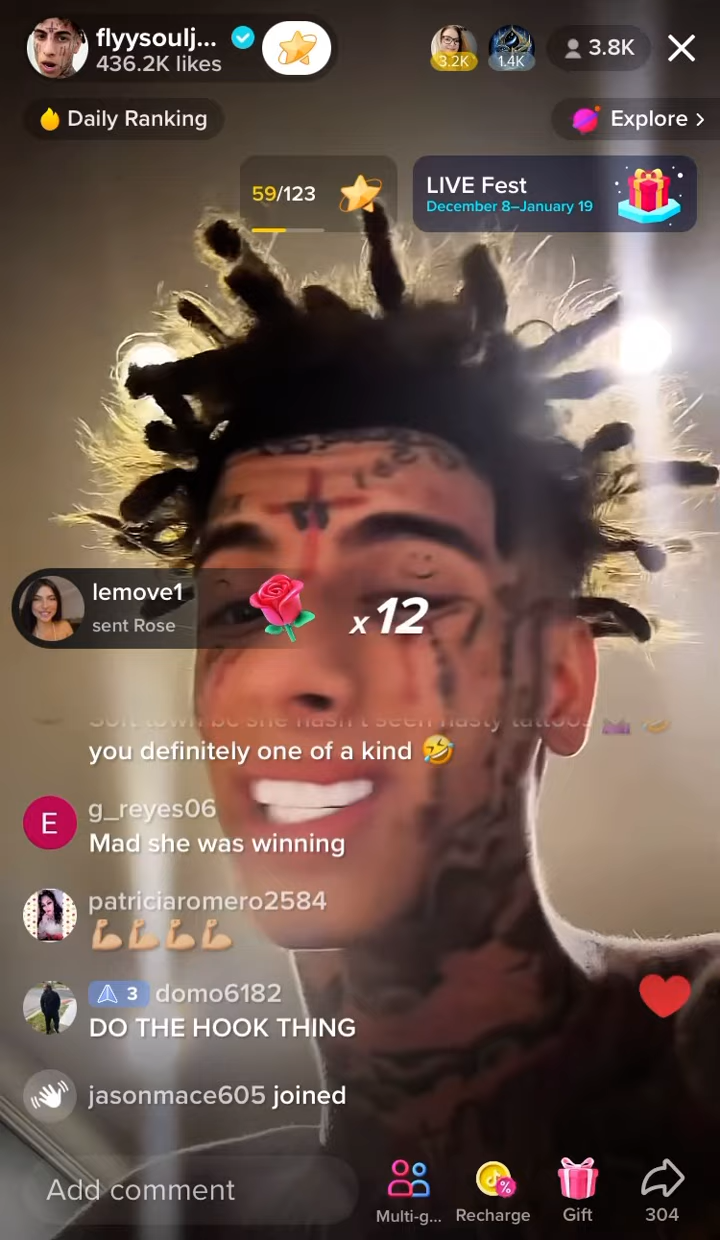 flyysoulj...
436.2K likes
3.2K
1.4K
3.8K
Daily Ranking
Explore
59/123
LIVE Fest
December 8–January 19
lemove1
sent Rose
x12
you definitely one of a kind 🤣
E
g_reyes06
Mad she was winning
patriciaromero2584
💪🏼💪🏼💪🏼💪🏼
3 domo6182
DO THE HOOK THING
jasonmace605 joined
Add comment
Multi-g...
Recharge
Gift
304